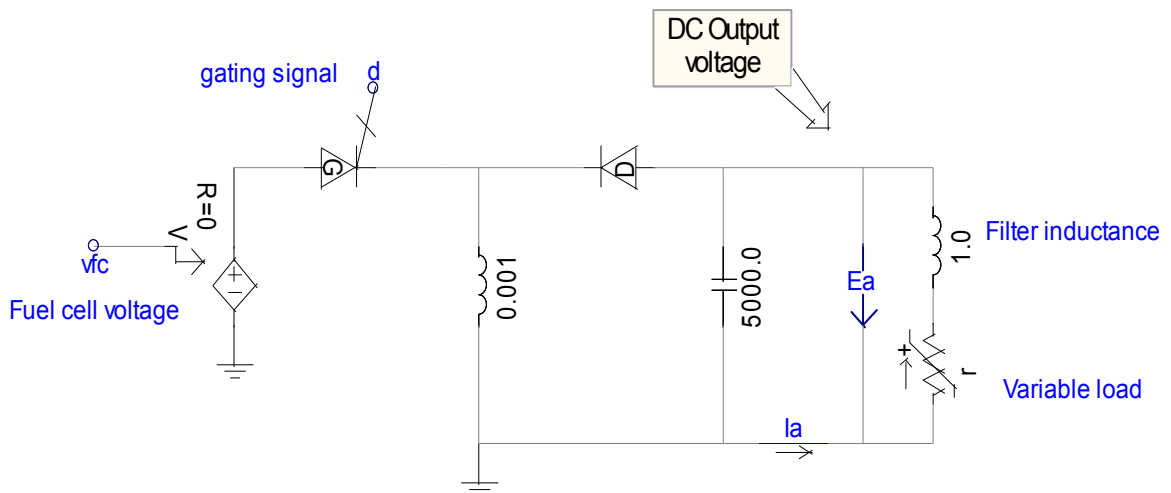 DC Output
voltage
gating signal
d
G
D
R=0
V
vfc
Fuel cell voltage
+
−
0.001
5000.0
Ea
1.0
Filter inductance
+
r
Variable load
Ia